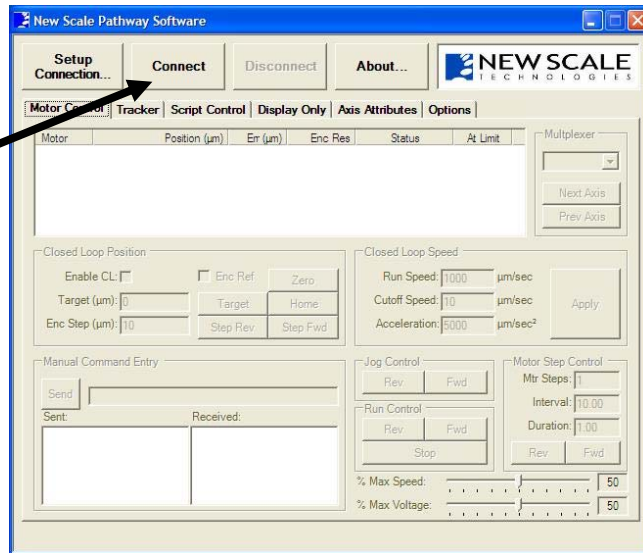 New Scale Pathway Software
Setup Connection...
Connect
Disconnect
About...
NEW SCALE
TECHNOLOGIES
Motor Control Tracker Script Control Display Only Axis Attributes Options
Motor Position (µm) Err (µm) Enc Res Status At Limit
Multiplexer
Next Axis
Prev Axis
Closed Loop Position
Enable CL: Enc Ref Zero
Target (µm): 0 Target Home
Enc Step (µm): 10 Step Rev Step Fwd
Closed Loop Speed
Run Speed: 1000 µm/sec
Cutoff Speed: 10 µm/sec
Acceleration: 5000 µm/sec²
Apply
Manual Command Entry
Send
Sent: Received:
Jog Control
Rev Fwd
Run Control
Rev Fwd
Stop
Motor Step Control
Mtr Steps: 1
Interval: 10.00
Duration: 1.00
Rev Fwd
% Max Speed: 50
% Max Voltage: 50